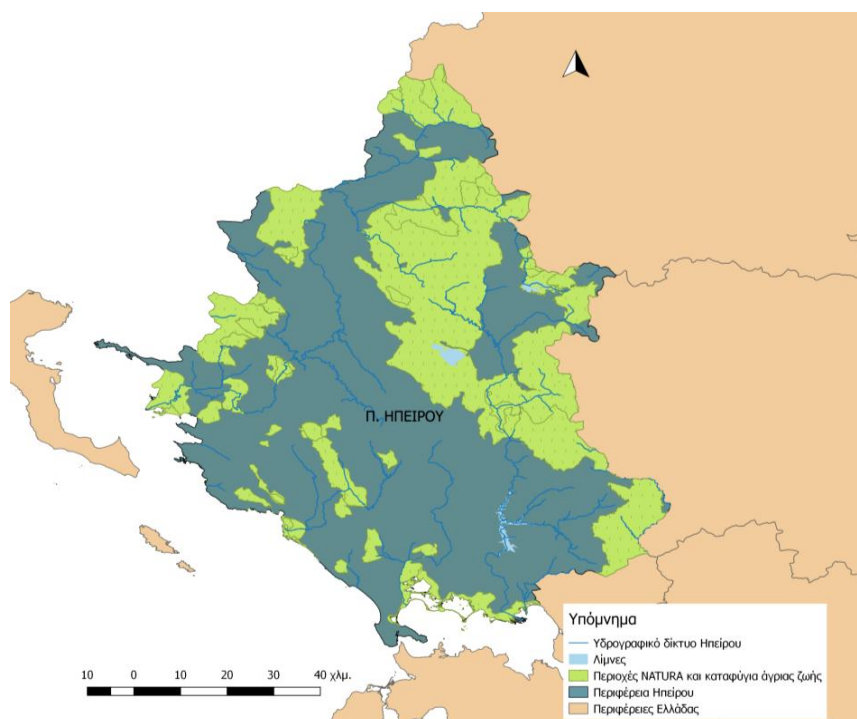 Π. ΗΠΕΙΡΟΥ
10 0 10 20 30 40 χλμ.
Υπόμνημα
Υδρογραφικό δίκτυο Ηπείρου
Λίμνες
Περιοχές NATURA και καταφύγια άγριας ζωής
Περιφέρεια Ηπείρου
Περιφέρειες Ελλάδας